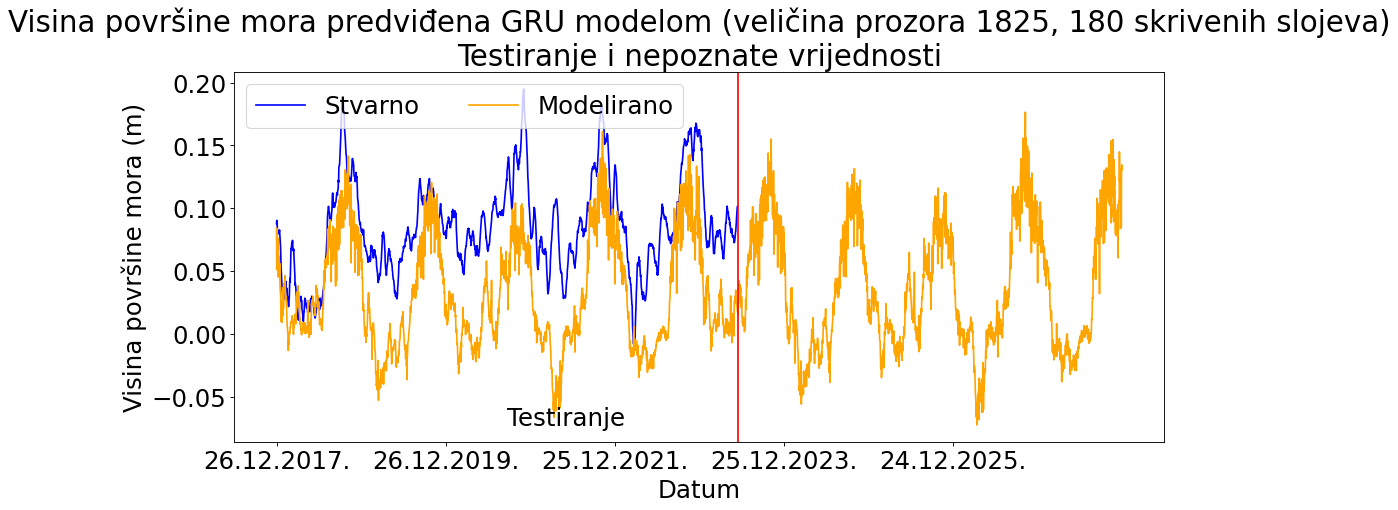 Visina površine mora predviđena GRU modelom (veličina prozora 1825, 180 skrivenih slojeva)
Testiranje i nepoznate vrijednosti
Stvarno Modelirano
Visina površine mora (m)
0.20
0.15
0.10
0.05
0.00
−0.05
Testiranje
26.12.2017. 26.12.2019. 25.12.2021. 25.12.2023. 24.12.2025.
Datum